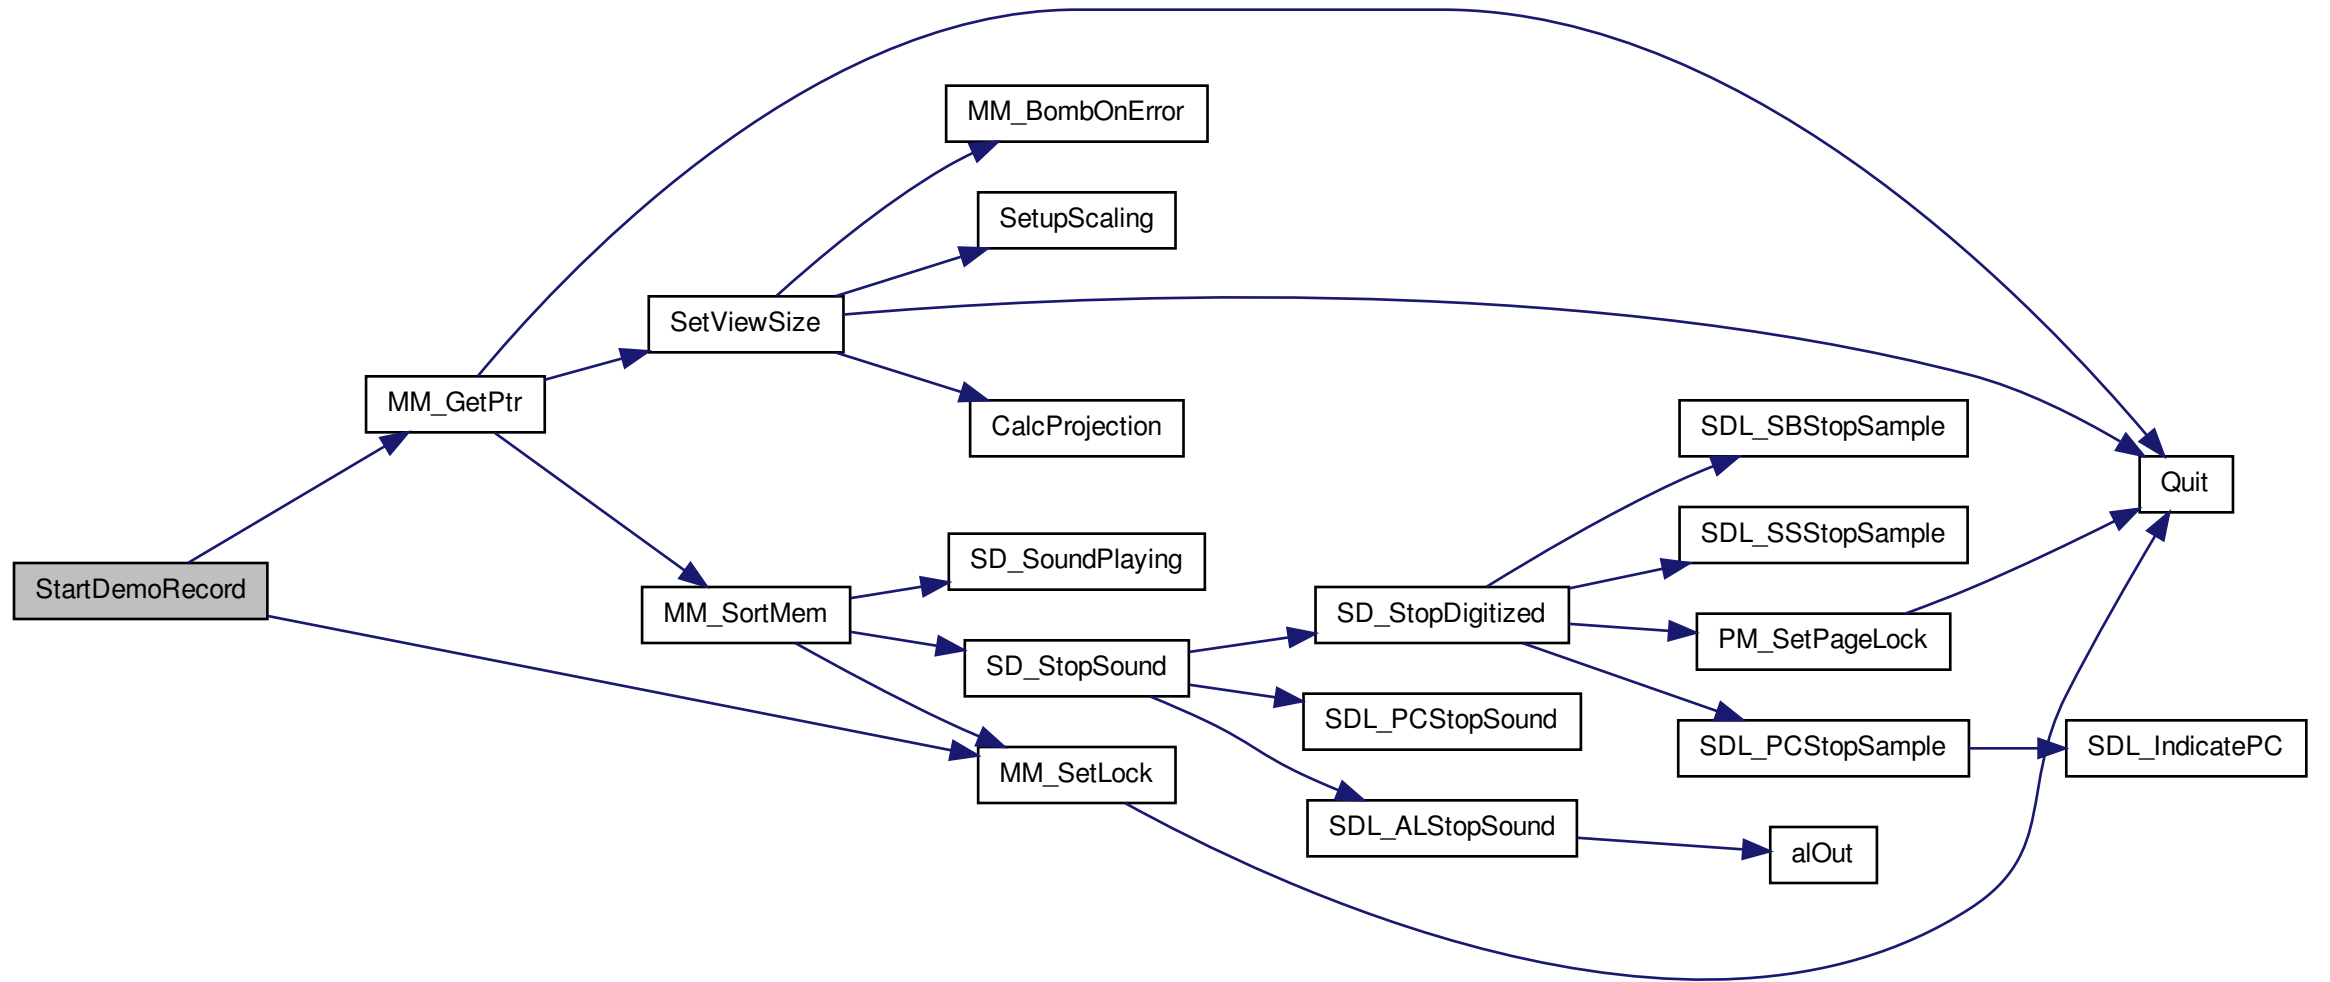 MM_BombOnError
SetupScaling
SetViewSize
MM_GetPtr
CalcProjection
SDL_SBStopSample
Quit
SDL_SSStopSample
SD_SoundPlaying
StartDemoRecord
MM_SortMem
SD_StopDigitized
PM_SetPageLock
SD_StopSound
SDL_PCStopSound
SDL_PCStopSample
SDL_IndicatePC
MM_SetLock
SDL_ALStopSound
alOut